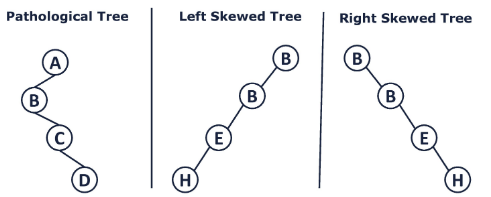 Pathological Tree
Left Skewed Tree
Right Skewed Tree
A
B
C
D
B
B
E
H
B
B
E
H